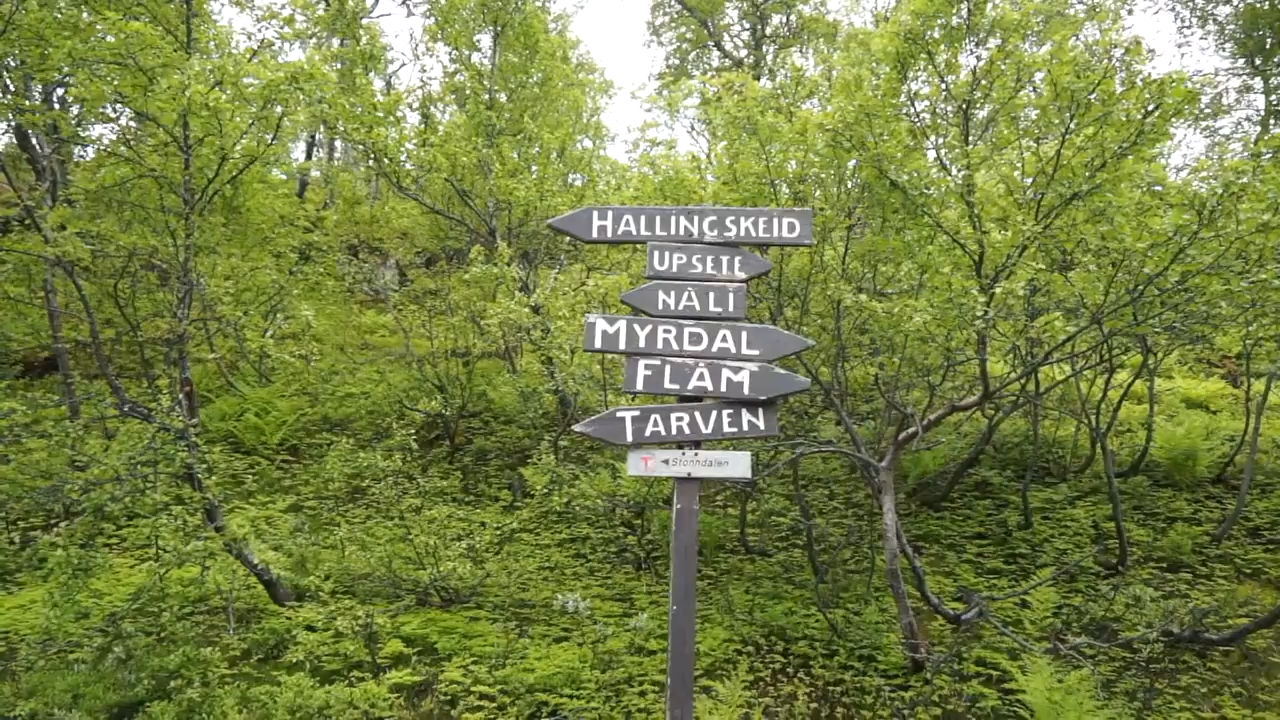 HALLINGSKEID
UPSETE
NÅLI
MYRDAL
FLÅM
TARVEN
T Stonndalen